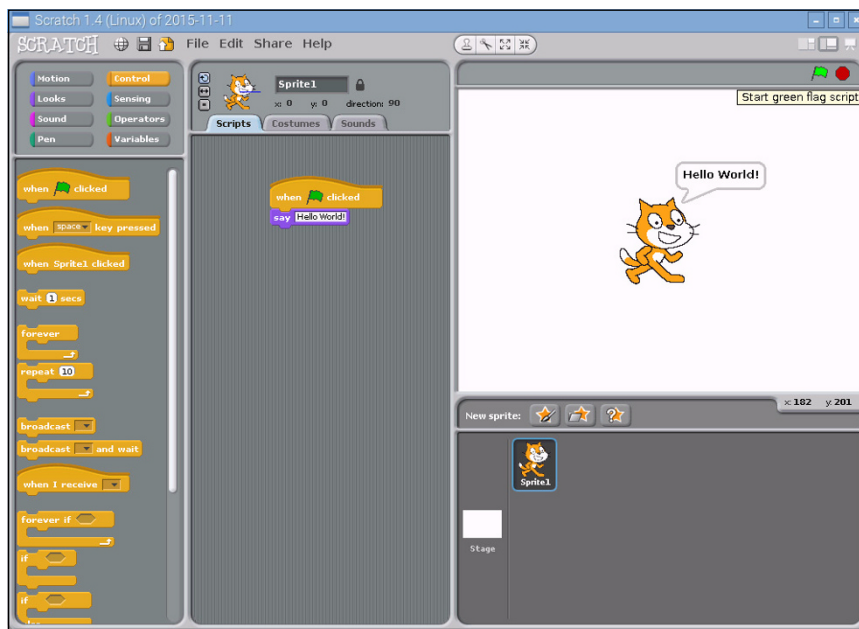 Scratch 1.4 (Linux) of 2015-11-11
SCRATCH File Edit Share Help
Motion Control
Looks Sensing
Sound Operators
Pen Variables
Sprite1
x: 0 y: 0 direction: 90
Scripts Costumes Sounds
when clicked
when space key pressed
when Sprite1 clicked
wait 1 secs
forever
repeat 10
broadcast
broadcast and wait
when I receive
forever if
if
if
else
when clicked
say Hello World!
Start green flag scripts
Hello World!
x: 182 y: 201
New sprite:
Sprite1
Stage